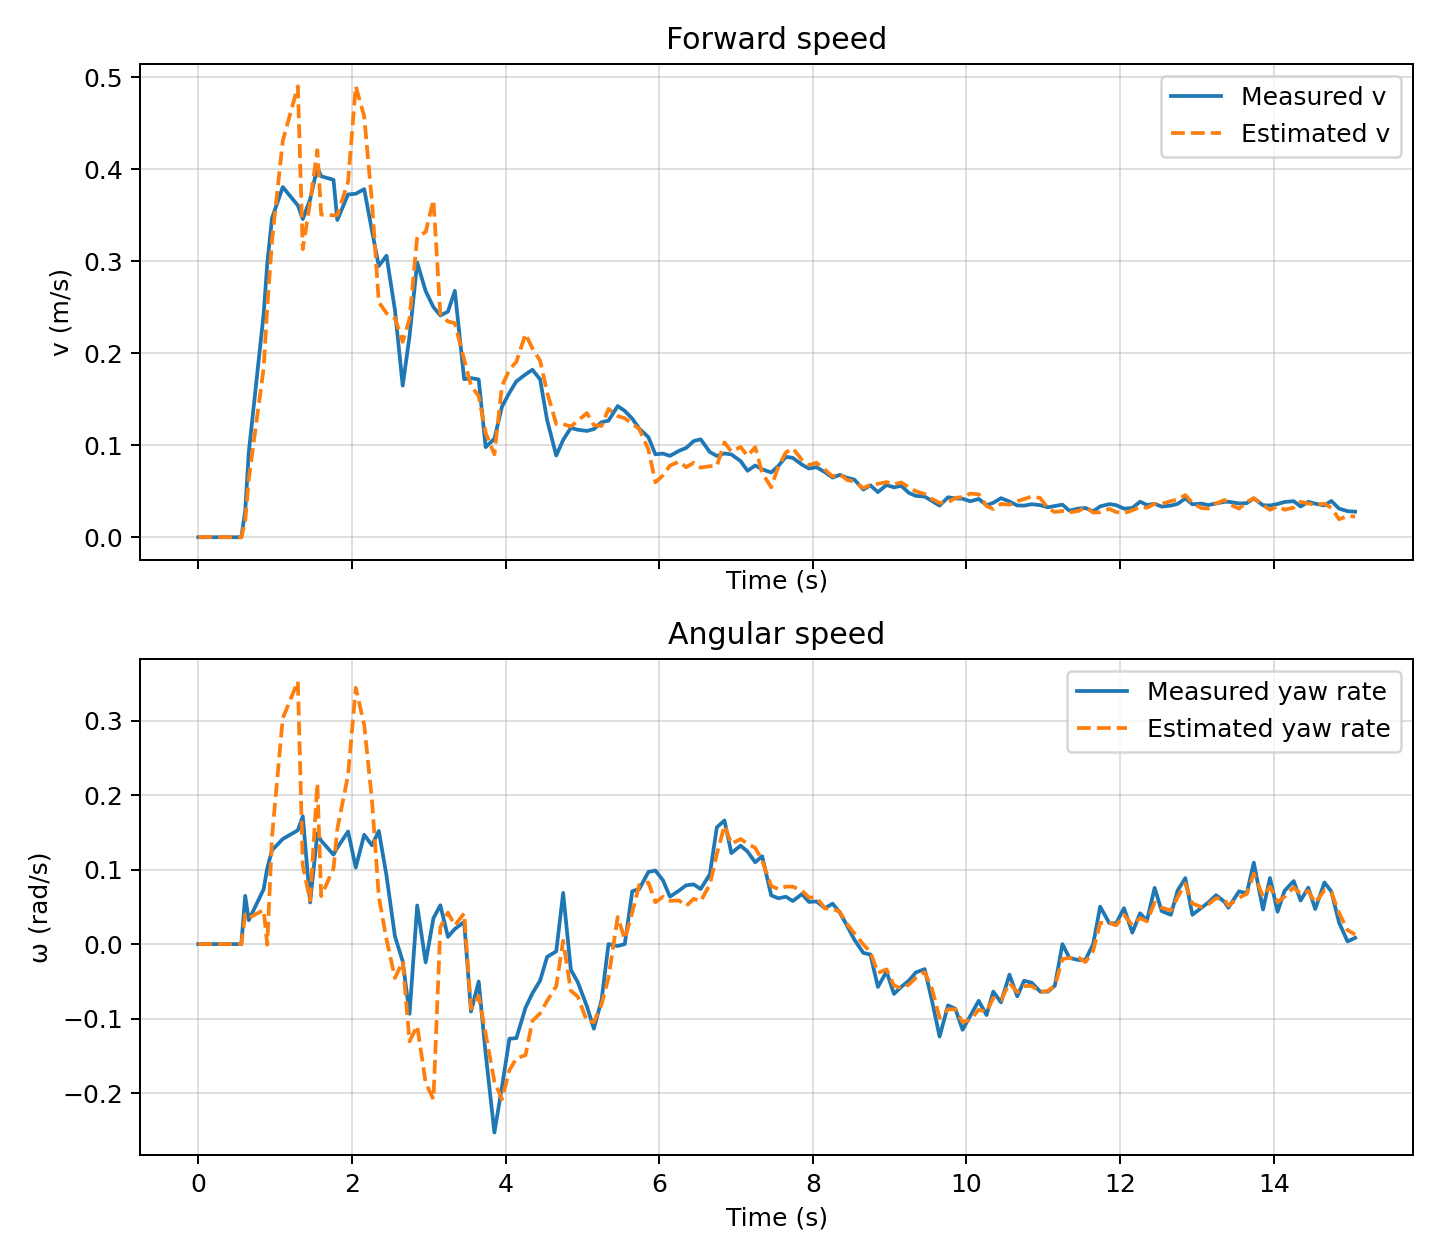 Forward speed
0.5
0.4
0.3
0.2
0.1
0.0
v (m/s)
Measured v
Estimated v
Time (s)
Angular speed
0.3
0.2
0.1
0.0
−0.1
−0.2
ω (rad/s)
Measured yaw rate
Estimated yaw rate
0 2 4 6 8 10 12 14
Time (s)